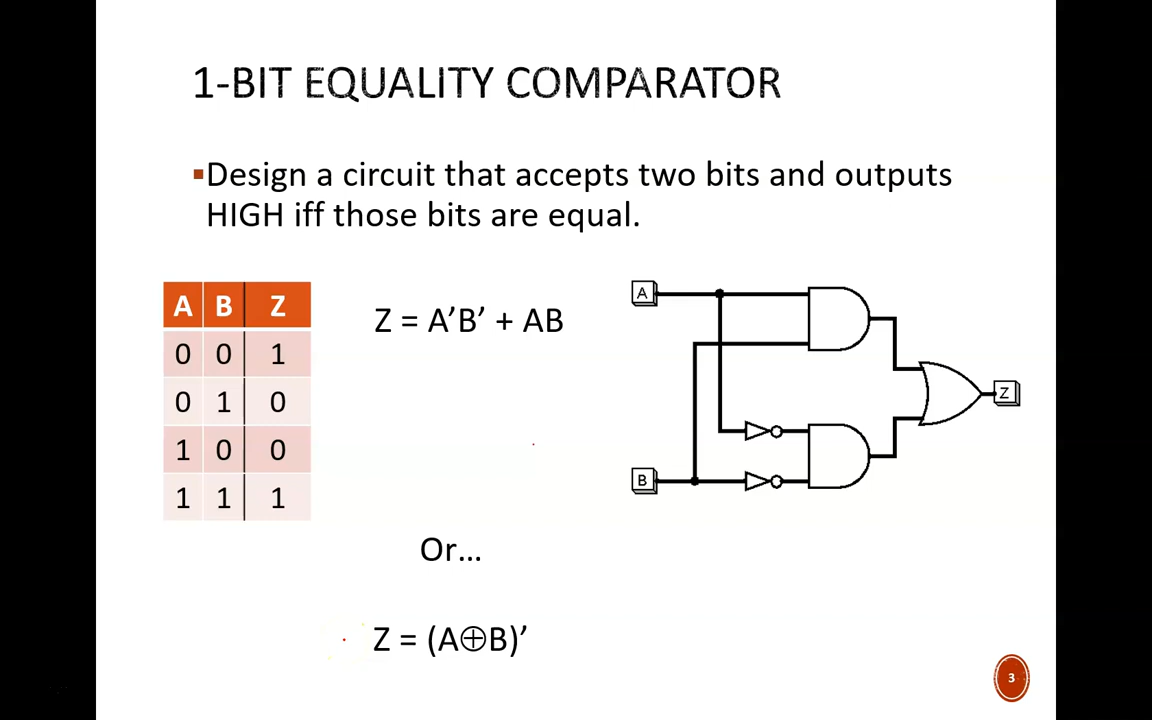 1-BIT EQUALITY COMPARATOR
▪Design a circuit that accepts two bits and outputs
HIGH iff those bits are equal.
A B Z
0 0 1
0 1 0
1 0 0
1 1 1
Z = A’B’ + AB
A
B
Z
Or…
Z = (A⊕B)’
3